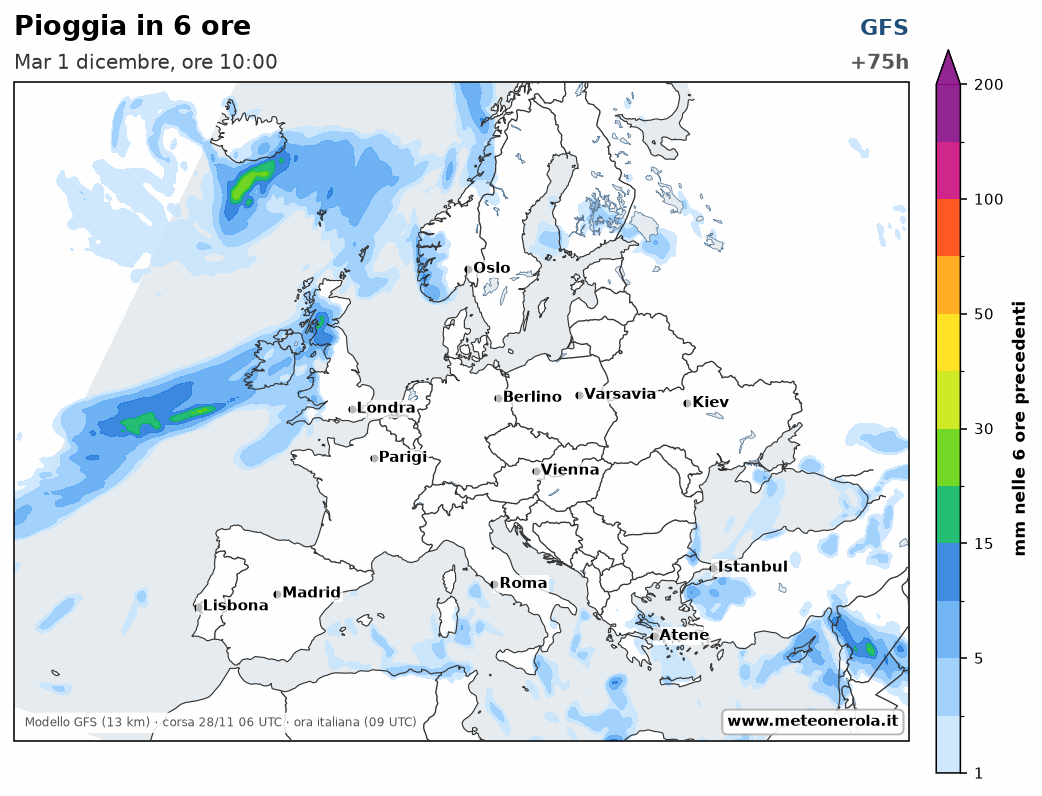 Pioggia in 6 ore
GFS
Mar 1 dicembre, ore 10:00
+75h
200
100
50
30
15
5
1
mm nelle 6 ore precedenti
Oslo
Berlino
Varsavia
Kiev
Londra
Parigi
Vienna
Istanbul
Roma
Madrid
Lisbona
Atene
Modello GFS (13 km) · corsa 28/11 06 UTC · ora italiana (09 UTC)
www.meteonerola.it